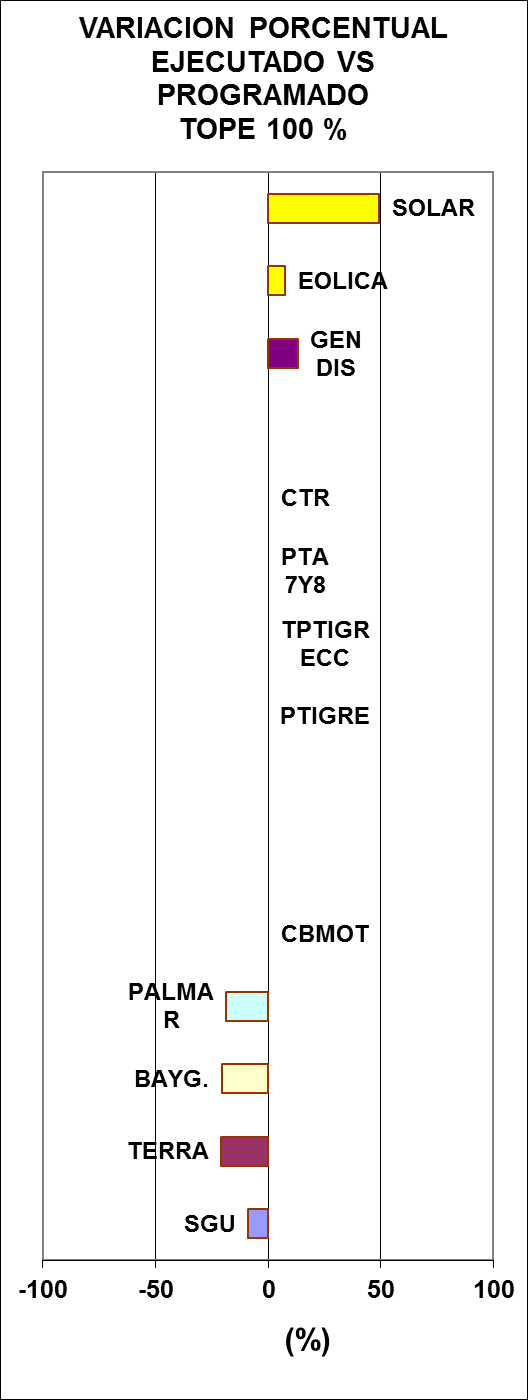 VARIACION PORCENTUAL
EJECUTADO VS
PROGRAMADO
TOPE 100 %
SOLAR
EOLICA
GEN
DIS
CTR
PTA
7Y8
TPTIGR
ECC
PTIGRE
CBMOT
PALMA
R
BAYG.
TERRA
SGU
-100 -50 0 50 100
(%)